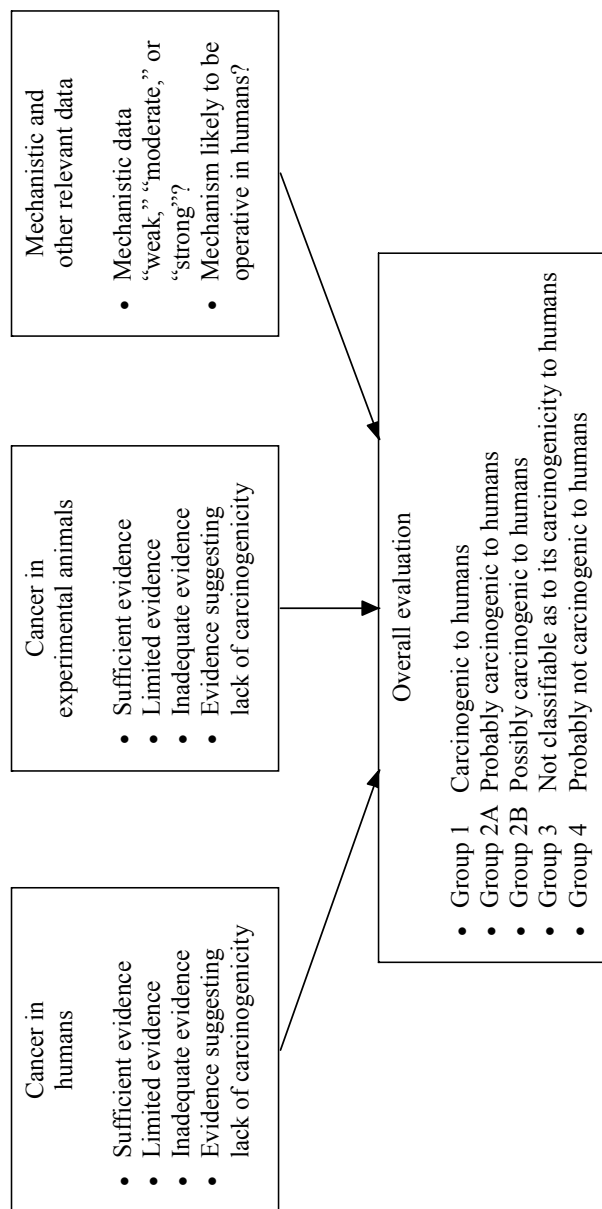 Cancer in
humans
• Sufficient evidence
• Limited evidence
• Inadequate evidence
• Evidence suggesting
lack of carcinogenicity
Cancer in
experimental animals
• Sufficient evidence
• Limited evidence
• Inadequate evidence
• Evidence suggesting
lack of carcinogenicity
Mechanistic and
other relevant data
• Mechanistic data
“weak,” “moderate,” or
“strong”?
• Mechanism likely to be
operative in humans?
Overall evaluation
• Group 1 Carcinogenic to humans
• Group 2A Probably carcinogenic to humans
• Group 2B Possibly carcinogenic to humans
• Group 3 Not classifiable as to its carcinogenicity to humans
• Group 4 Probably not carcinogenic to humans